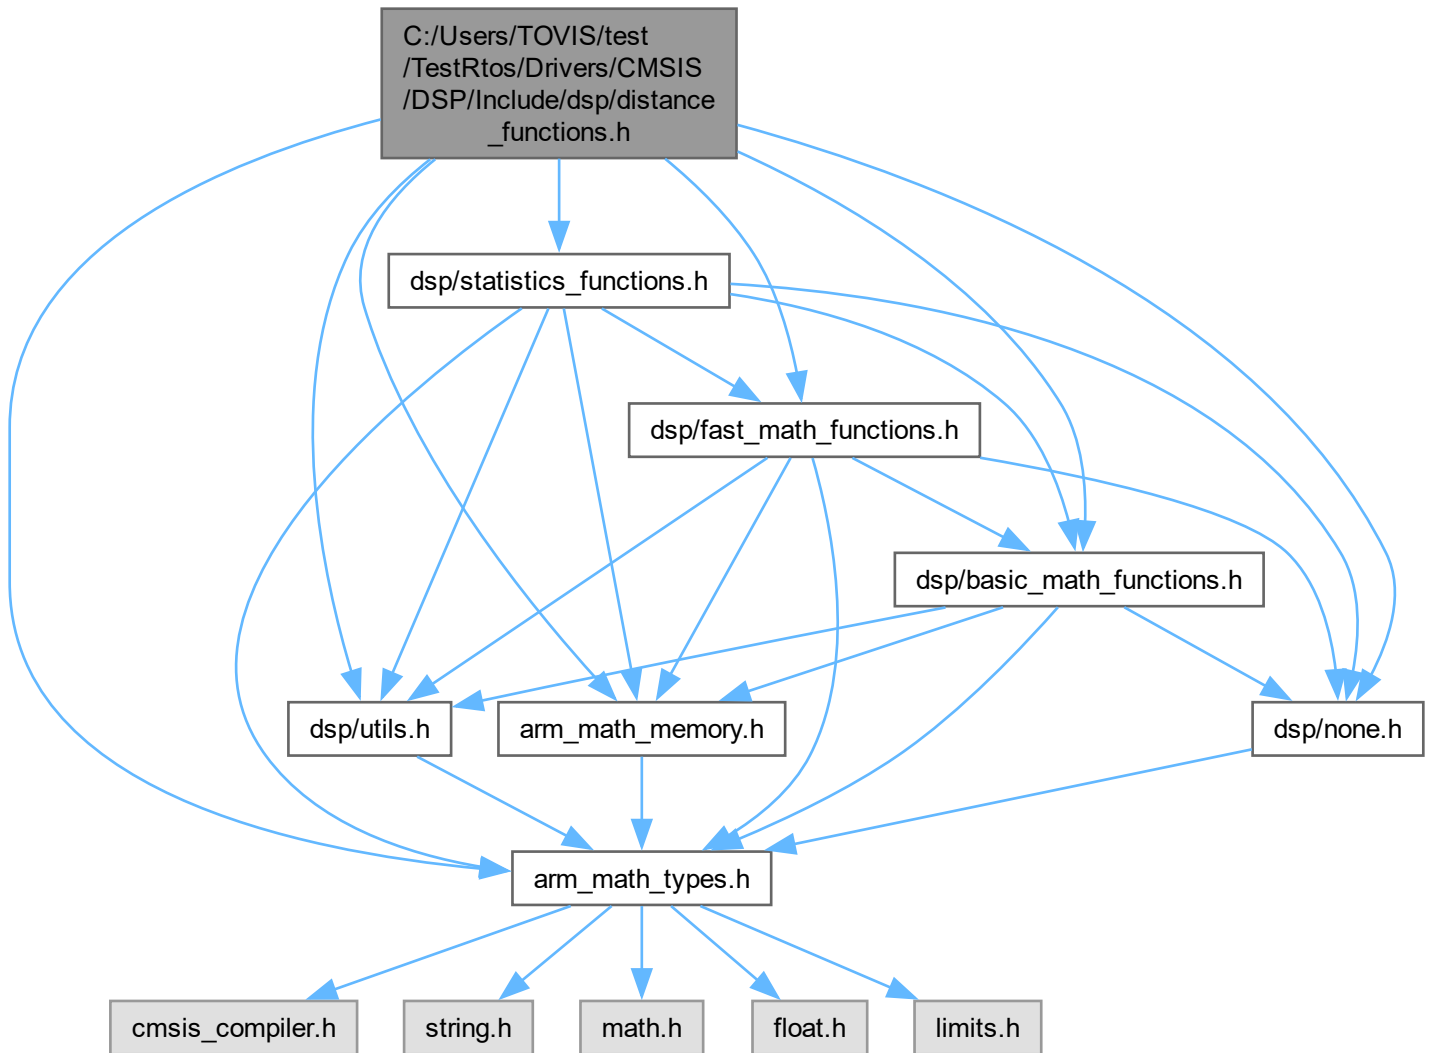 C:/Users/TOVIS/test
/TestRtos/Drivers/CMSIS
/DSP/Include/dsp/distance
_functions.h
dsp/statistics_functions.h
dsp/fast_math_functions.h
dsp/basic_math_functions.h
dsp/utils.h
arm_math_memory.h
dsp/none.h
arm_math_types.h
cmsis_compiler.h
string.h
math.h
float.h
limits.h